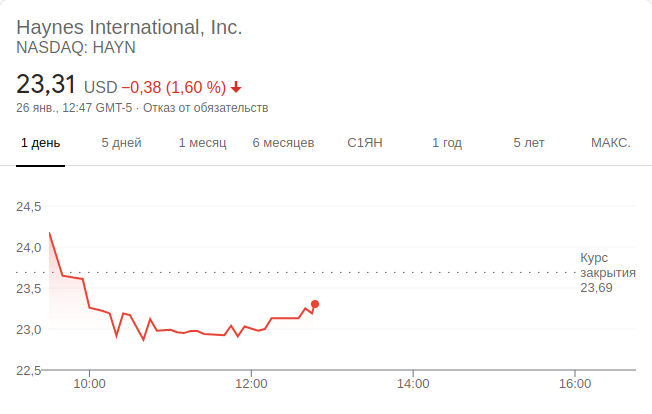 Haynes International, Inc.
NASDAQ: HAYN
23,31 USD −0,38 (1,60 %)
26 янв., 12:47 GMT-5 · Отказ от обязательств
1 день 5 дней 1 месяц 6 месяцев С1ЯН 1 год 5 лет МАКС.
24,5
24,0
23,5
23,0
22,5
Курс
закрытия
23,69
10:00 12:00 14:00 16:00